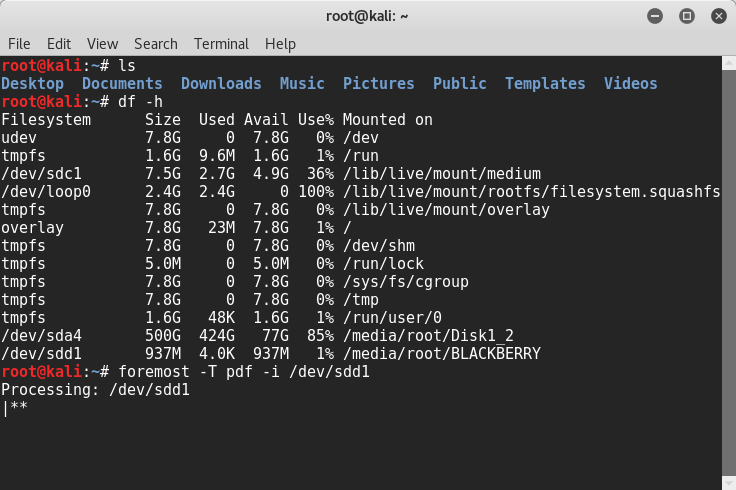 root@kali: ~
File Edit View Search Terminal Help
root@kali:~# ls
Desktop  Documents  Downloads  Music  Pictures  Public  Templates  Videos
root@kali:~# df -h
Filesystem      Size  Used Avail Use% Mounted on
udev            7.8G     0  7.8G   0% /dev
tmpfs           1.6G  9.6M  1.6G   1% /run
/dev/sdc1       7.5G  2.7G  4.9G  36% /lib/live/mount/medium
/dev/loop0      2.4G  2.4G     0 100% /lib/live/mount/rootfs/filesystem.squashfs
tmpfs           7.8G     0  7.8G   0% /lib/live/mount/overlay
overlay         7.8G   23M  7.8G   1% /
tmpfs           7.8G     0  7.8G   0% /dev/shm
tmpfs           5.0M     0  5.0M   0% /run/lock
tmpfs           7.8G     0  7.8G   0% /sys/fs/cgroup
tmpfs           7.8G     0  7.8G   0% /tmp
tmpfs           1.6G   48K  1.6G   1% /run/user/0
/dev/sda4       500G  424G   77G  85% /media/root/Disk1_2
/dev/sdd1       937M  4.0K  937M   1% /media/root/BLACKBERRY
root@kali:~# foremost -T pdf -i /dev/sdd1
Processing: /dev/sdd1
|**